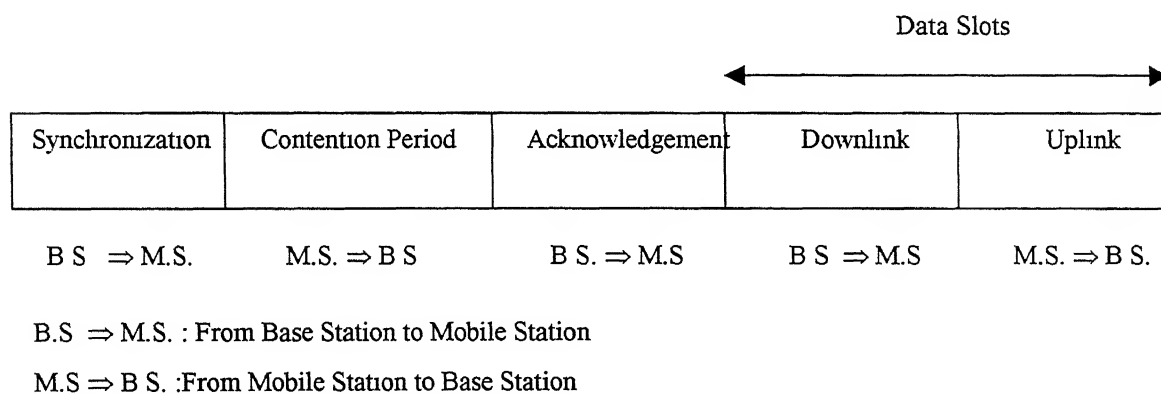 Data Slots
Synchronization Contention Period Acknowledgement Downlink Uplink
B S ⇒ M.S. M.S. ⇒ B S B S. ⇒ M.S B S ⇒ M.S M.S. ⇒ B S.
B.S ⇒ M.S. : From Base Station to Mobile Station
M.S ⇒ B S. :From Mobile Station to Base Station